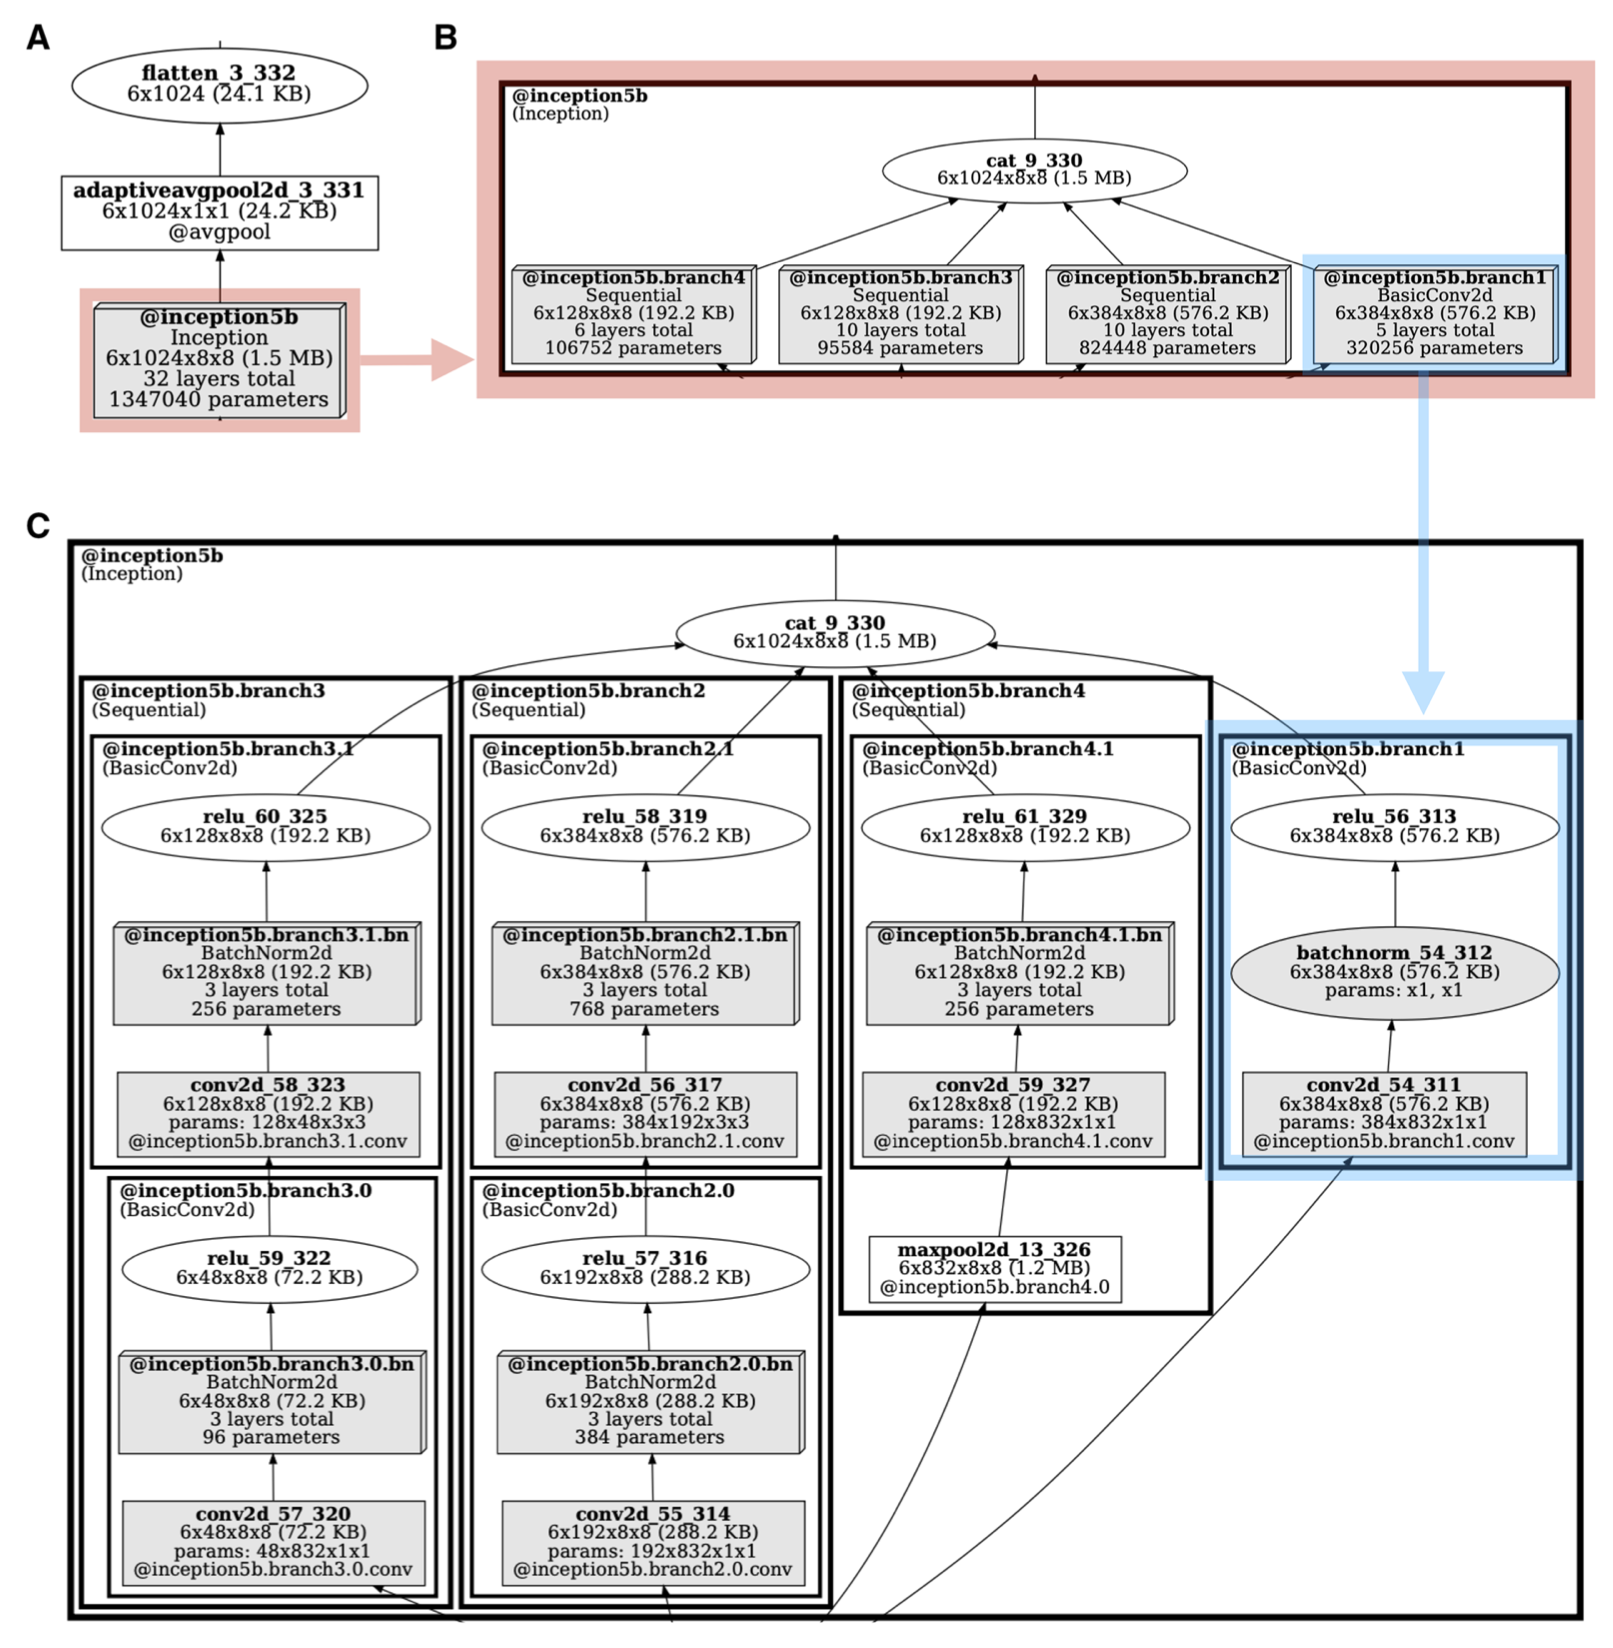 A
flatten_3_332
6x1024 (24.1 KB)
adaptiveavgpool2d_3_331
6x1024x1x1 (24.2 KB)
@avgpool
@inception5b
Inception
6x1024x8x8 (1.5 MB)
32 layers total
1347040 parameters
B
@inception5b
(Inception)
cat_9_330
6x1024x8x8 (1.5 MB)
@inception5b.branch4
Sequential
6x128x8x8 (192.2 KB)
6 layers total
106752 parameters
@inception5b.branch3
Sequential
6x128x8x8 (192.2 KB)
10 layers total
95584 parameters
@inception5b.branch2
Sequential
6x384x8x8 (576.2 KB)
10 layers total
824448 parameters
@inception5b.branch1
BasicConv2d
6x384x8x8 (576.2 KB)
5 layers total
320256 parameters
C
@inception5b
(Inception)
cat_9_330
6x1024x8x8 (1.5 MB)
@inception5b.branch3
(Sequential)
@inception5b.branch3.1
(BasicConv2d)
relu_60_325
6x128x8x8 (192.2 KB)
@inception5b.branch3.1.bn
BatchNorm2d
6x128x8x8 (192.2 KB)
3 layers total
256 parameters
conv2d_58_323
6x128x8x8 (192.2 KB)
params: 128x48x3x3
@inception5b.branch3.1.conv
@inception5b.branch3.0
(BasicConv2d)
relu_59_322
6x48x8x8 (72.2 KB)
@inception5b.branch3.0.bn
BatchNorm2d
6x48x8x8 (72.2 KB)
3 layers total
96 parameters
conv2d_57_320
6x48x8x8 (72.2 KB)
params: 48x832x1x1
@inception5b.branch3.0.conv
@inception5b.branch2
(Sequential)
@inception5b.branch2.1
(BasicConv2d)
relu_58_319
6x384x8x8 (576.2 KB)
@inception5b.branch2.1.bn
BatchNorm2d
6x384x8x8 (576.2 KB)
3 layers total
768 parameters
conv2d_56_317
6x384x8x8 (576.2 KB)
params: 384x192x3x3
@inception5b.branch2.1.conv
@inception5b.branch2.0
(BasicConv2d)
relu_57_316
6x192x8x8 (288.2 KB)
@inception5b.branch2.0.bn
BatchNorm2d
6x192x8x8 (288.2 KB)
3 layers total
384 parameters
conv2d_55_314
6x192x8x8 (288.2 KB)
params: 192x832x1x1
@inception5b.branch2.0.conv
@inception5b.branch4
(Sequential)
@inception5b.branch4.1
(BasicConv2d)
relu_61_329
6x128x8x8 (192.2 KB)
@inception5b.branch4.1.bn
BatchNorm2d
6x128x8x8 (192.2 KB)
3 layers total
256 parameters
conv2d_59_327
6x128x8x8 (192.2 KB)
params: 128x832x1x1
@inception5b.branch4.1.conv
maxpool2d_13_326
6x832x8x8 (1.2 MB)
@inception5b.branch4.0
@inception5b.branch1
(BasicConv2d)
relu_56_313
6x384x8x8 (576.2 KB)
batchnorm_54_312
6x384x8x8 (576.2 KB)
params: x1, x1
conv2d_54_311
6x384x8x8 (576.2 KB)
params: 384x832x1x1
@inception5b.branch1.conv